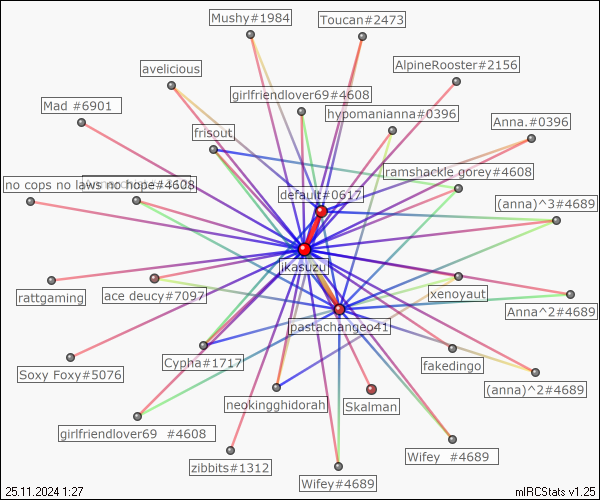 Mushy#1984
Toucan#2473
AlpineRooster#2156
avelicious
girlfriendlover69#4608
Mad #6901
hypomanianna#0396
Anna.#0396
frisout
ramshackle gorey#4608
no cops no laws no hope#4608
default#0617
(anna)^3#4689
jkasuzu
rattgaming
ace deucy#7097
xenoyaut
Anna^2#4689
pastachangeo41
Cypha#1717
fakedingo
Soxy Foxy#5076
(anna)^2#4689
neokingghidorah
Skalman
girlfriendlover69  #4608
Wifey  #4689
zibbits#1312
Wifey#4689
25.11.2024 1:27
mIRCStats v1.25